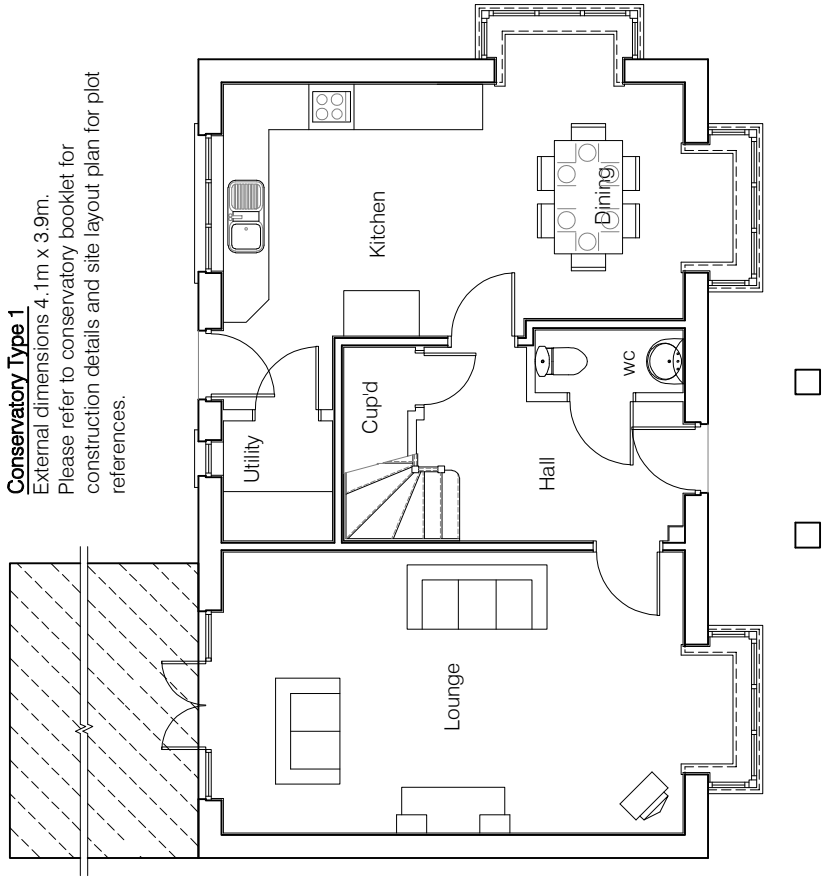 Conservatory Type 1
External dimensions 4.1m x 3.9m.
Please refer to conservatory booklet for
construction details and site layout plan for plot
references.
Utility
Kitchen
Cup'd
Dining
Hall
WC
Lounge